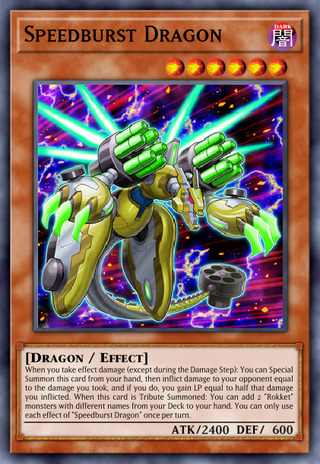 Speedburst Dragon
DARK
闇
[Dragon / Effect]
When you take effect damage (except during the Damage Step): You can Special
Summon this card from your hand, then inflict damage to your opponent equal
to the damage you took, and if you do, you gain LP equal to half that damage
you inflicted. When this card is Tribute Summoned: You can add 2 "Rokket"
monsters with different names from your Deck to your hand. You can only use
each effect of "Speedburst Dragon" once per turn.
ATK/2400 DEF/ 600